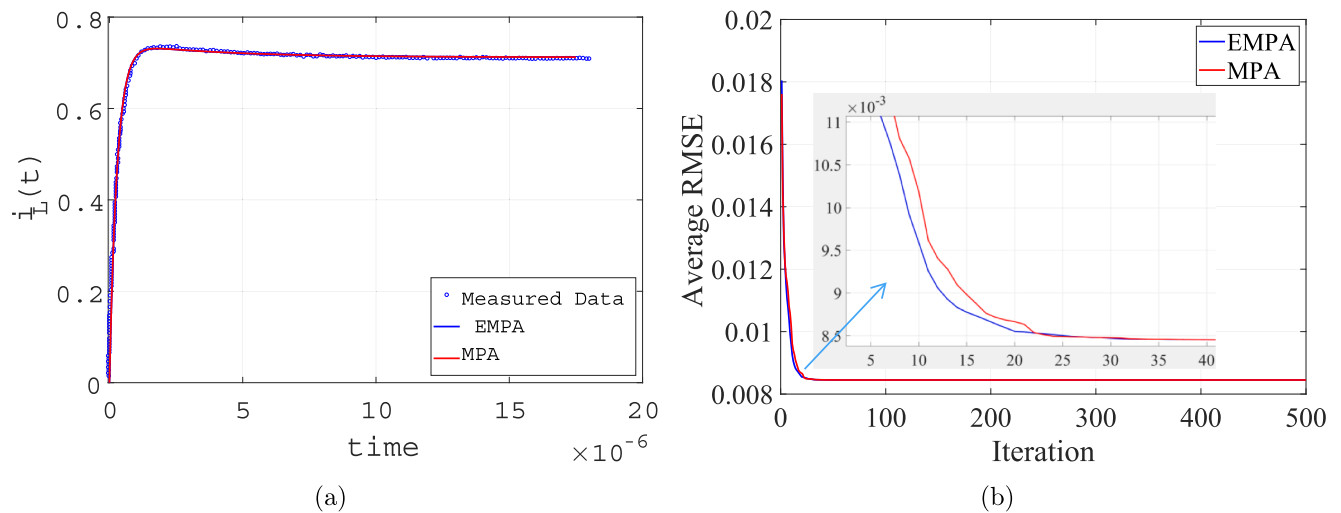 0.8
0.6
0.4
0.2
0
i_L(t)
Measured Data
EMPA
MPA
0 5 10 15 20
time ×10^-6
(a)
0.02
0.018
0.016
0.014
0.012
0.01
0.008
Average RMSE
EMPA
MPA
×10^-3
11
10.5
10
9.5
9
8.5
5 10 15 20 25 30 35 40
0 100 200 300 400 500
Iteration
(b)